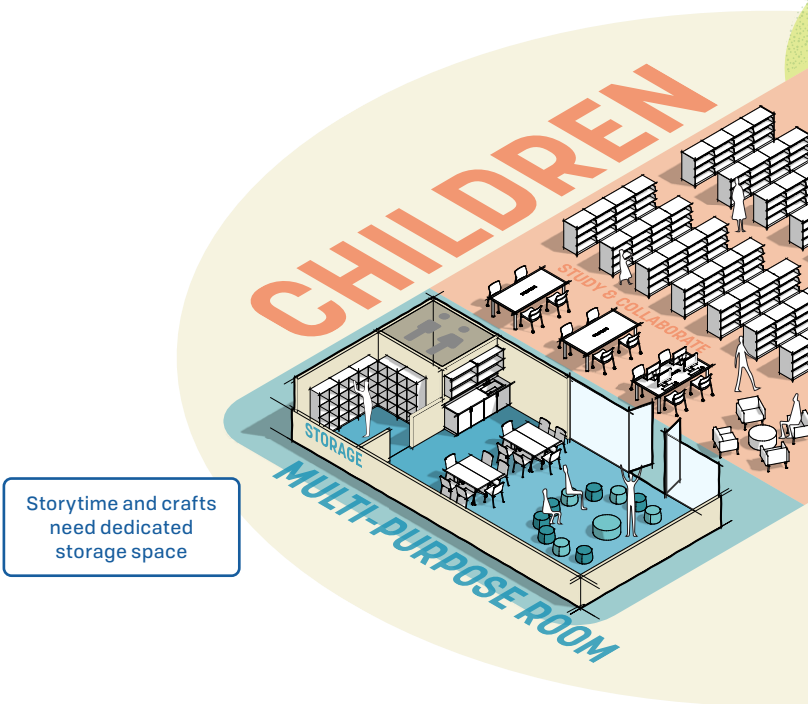 CHILDREN
STUDY & COLLABORATE
STORAGE
MULTI-PURPOSE ROOM
Storytime and crafts
need dedicated
storage space